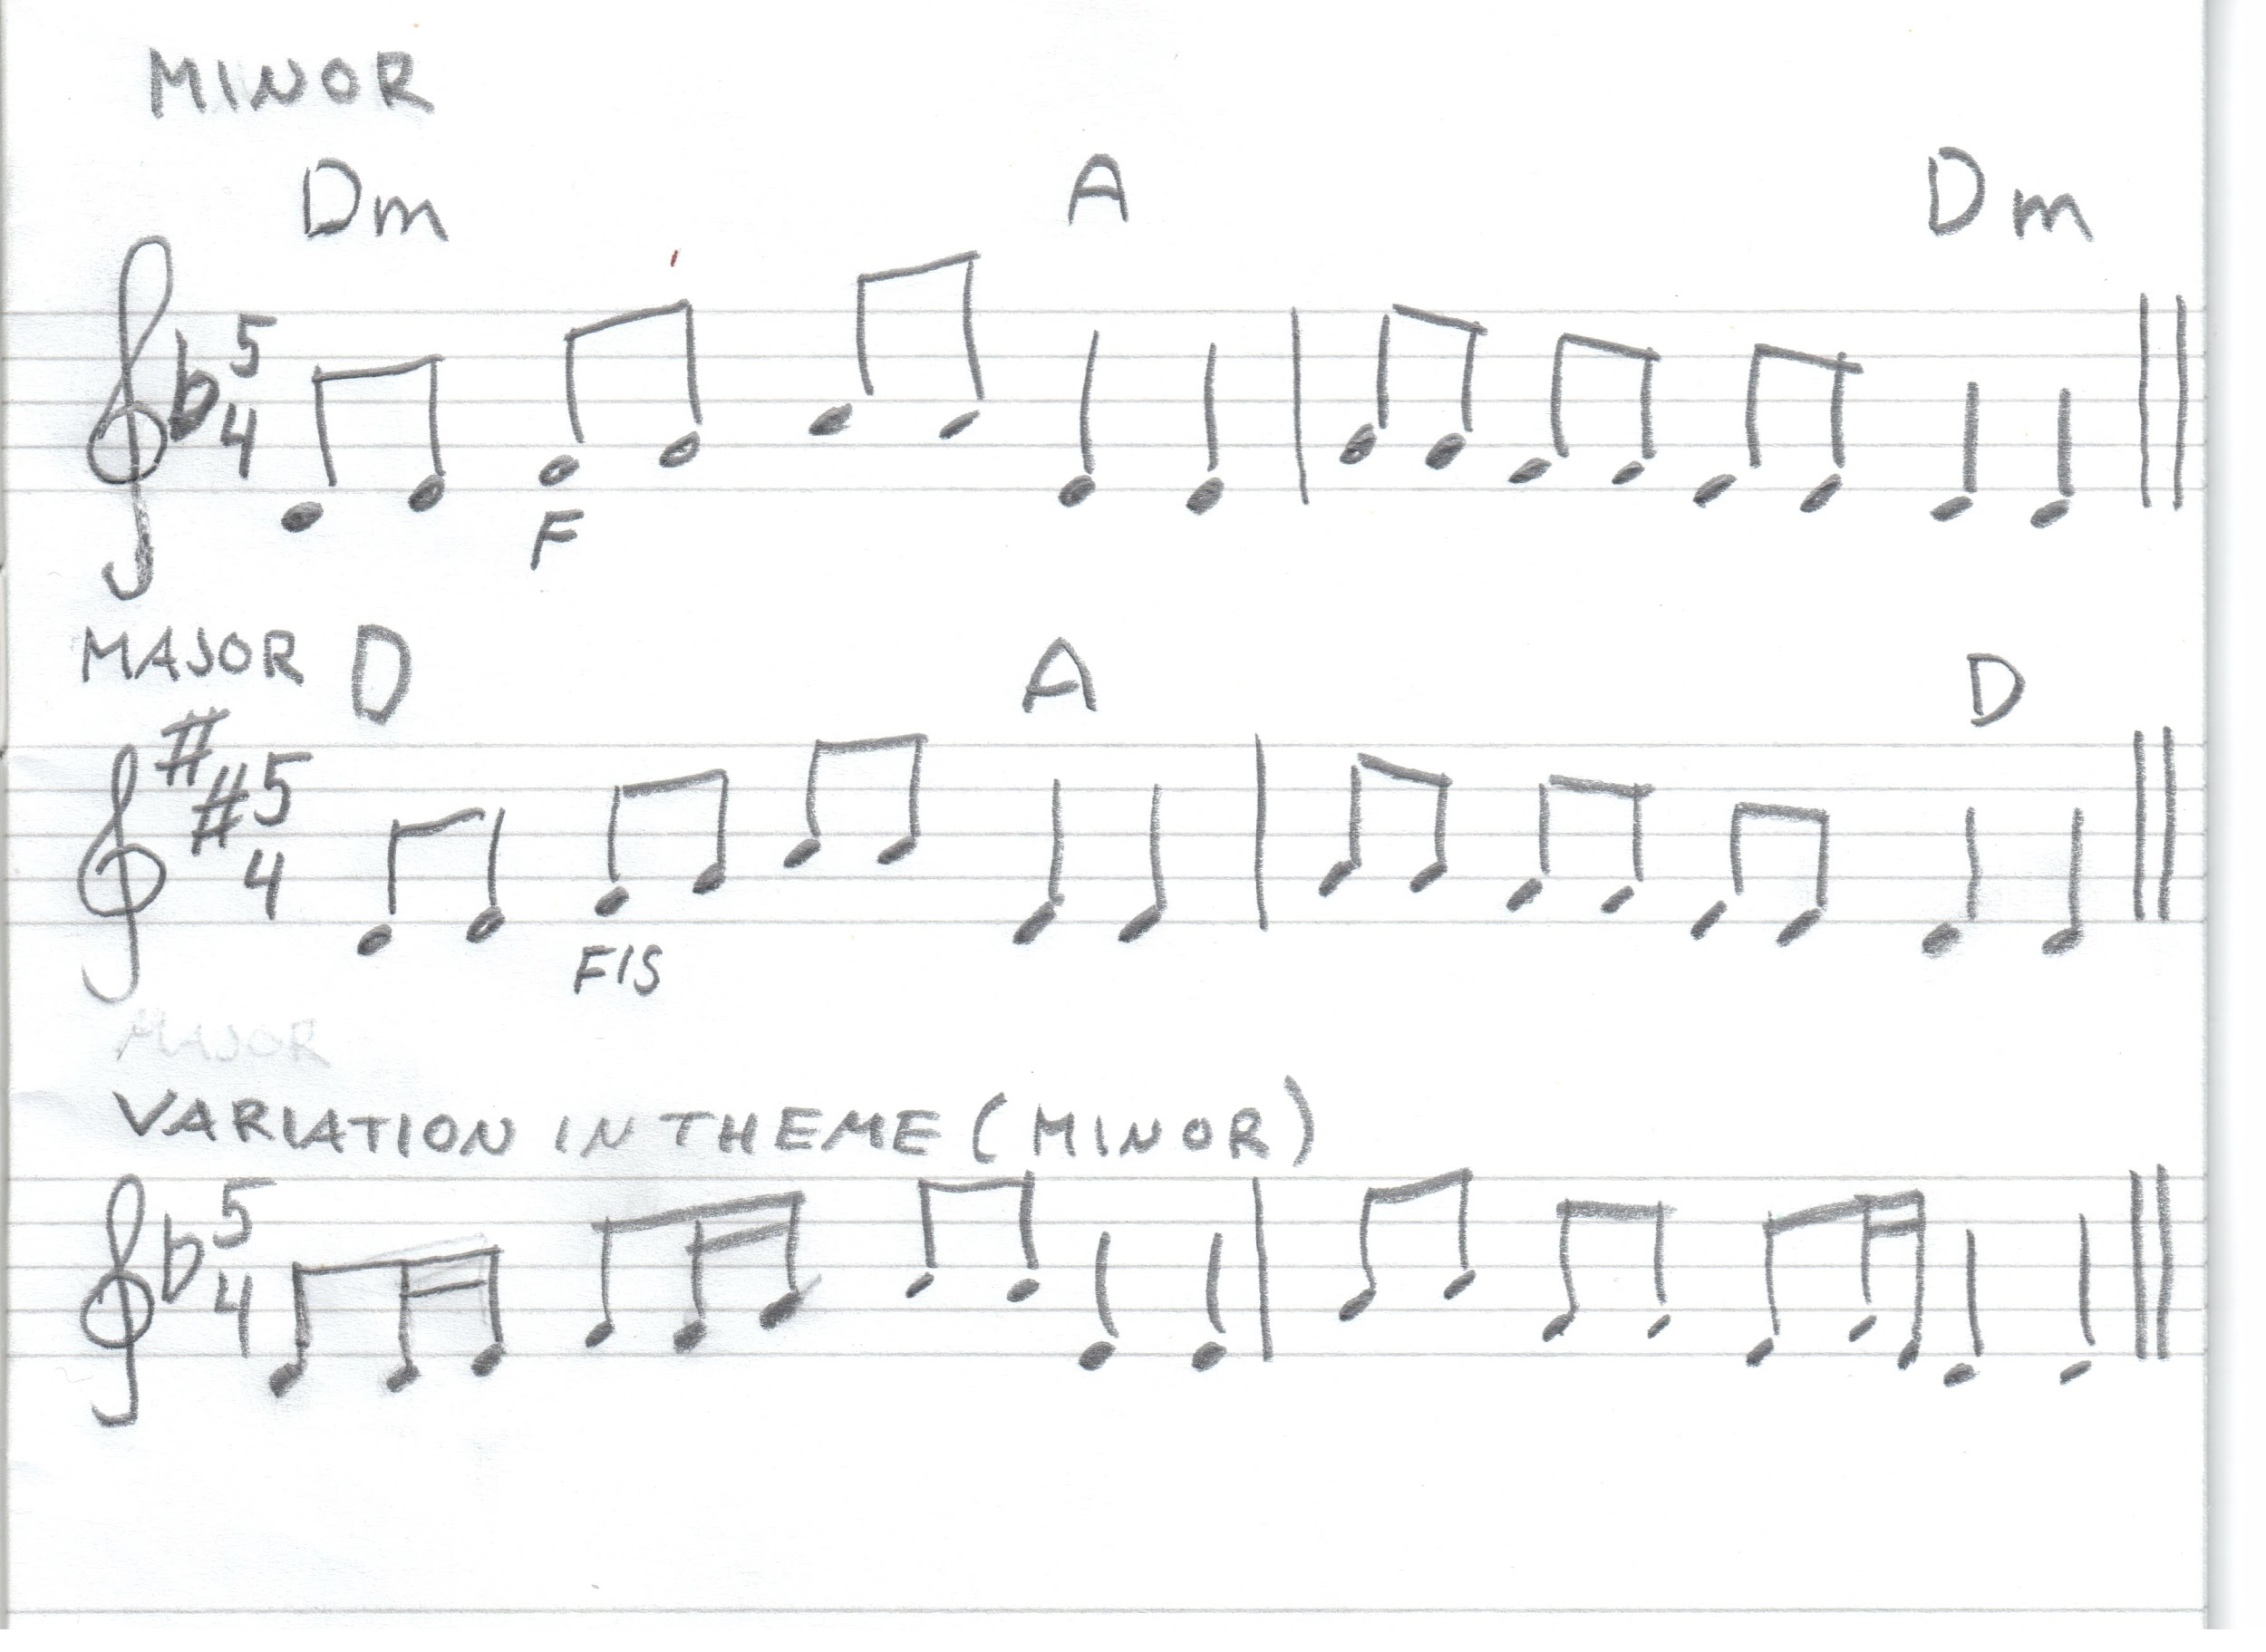 MINOR
Dm A Dm
5
4
F
MAJOR D A D
5
4
FIS
MAJOR
VARIATION IN THEME (MINOR)
5
4